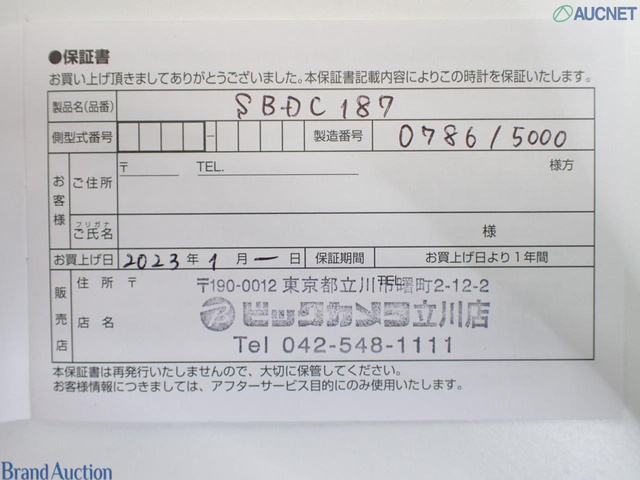 AUCNET
●保証書
お買い上げ頂きましてありがとうございました。本保証書記載内容によりこの時計を保証いたします。
製品名(品番) SBDC187
側型式番号 - 製造番号 0786/5000
お客様 ご住所 〒 TEL. 様方
フリガナ
ご氏名 様
お買上げ日 2023年1月一日 保証期間 お買上げ日より1年間
販売店 住所 〒 TEL.
〒190-0012 東京都立川市曙町2-12-2
店名 ビックカメラ立川店
Tel 042-548-1111
本保証書は再発行いたしませんので、大切に保管してください。
お客様情報につきましては、アフターサービス目的にのみ使用いたします。
Brand Auction